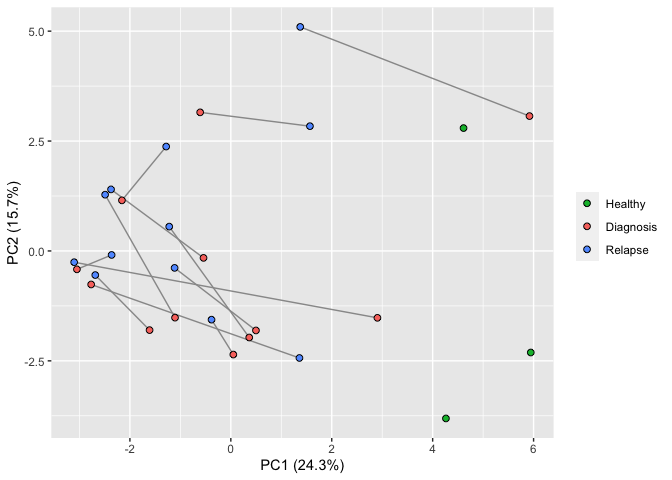 5.0
2.5
0.0
-2.5
PC2 (15.7%)
-2 0 2 4 6
PC1 (24.3%)
Healthy
Diagnosis
Relapse